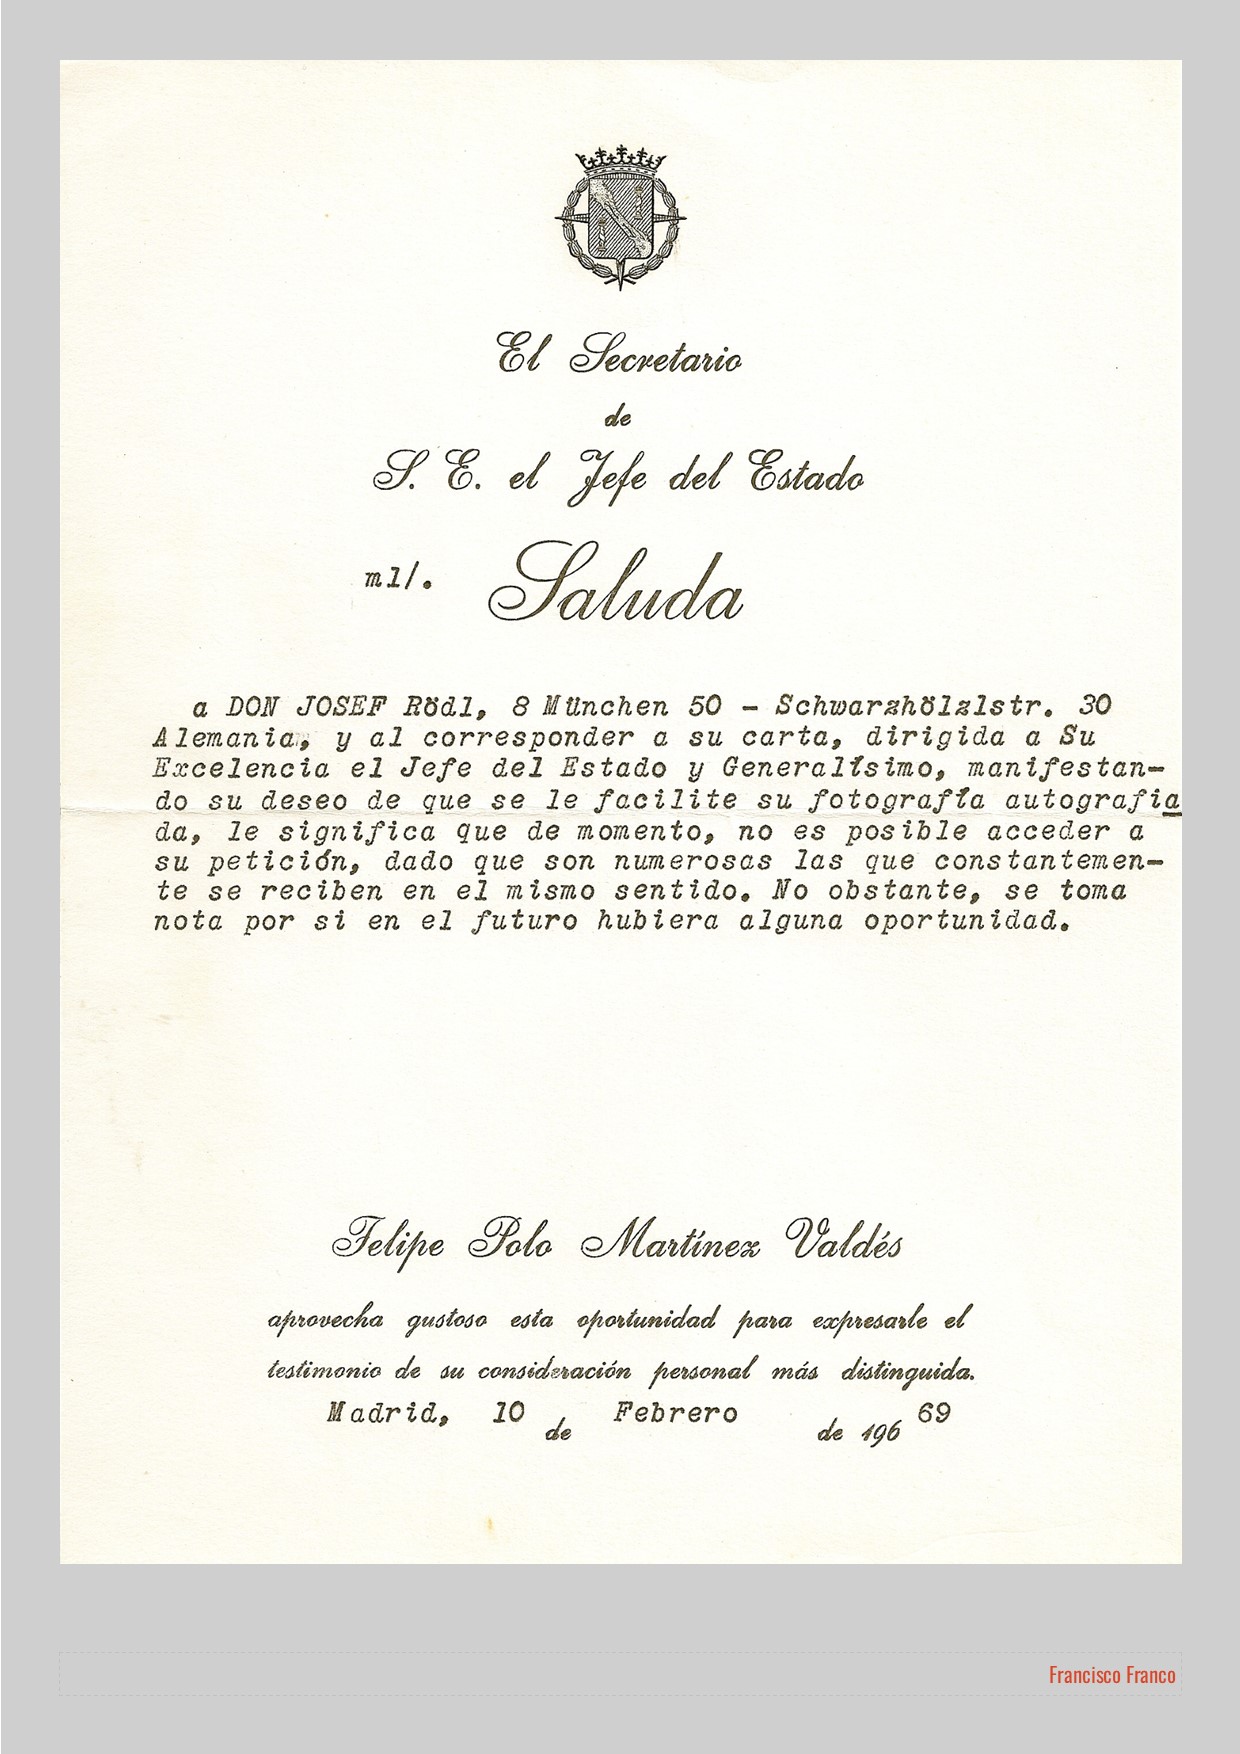 El Secretario
de
S. E. el Jefe del Estado
ml/. Saluda
a DON JOSEF Rödl, 8 München 50 - Schwarzhölzlstr. 30
Alemania, y al corresponder a su carta, dirigida a Su
Excelencia el Jefe del Estado y Generalísimo, manifestan-
do su deseo de que se le facilite su fotografía autografia
da, le significa que de momento, no es posible acceder a
su petición, dado que son numerosas las que constantemen-
te se reciben en el mismo sentido. No obstante, se toma
nota por si en el futuro hubiera alguna oportunidad.
Felipe Polo Martínez Valdés
aprovecha gustoso esta oportunidad para expresarle el
testimonio de su consideración personal más distinguida.
Madrid, 10 de Febrero de 196 69
Francisco Franco